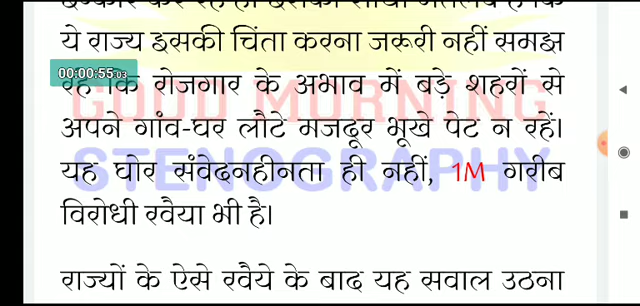 ये राज्य इसकी चिंता करना जरूरी नहीं समझ
00:00:55:03
रहे कि रोजगार के अभाव में बड़े शहरों से
GOOD MORNING
अपने गांव-घर लौटे मजदूर भूखे पेट न रहें।
यह घोर संवेदनहीनता ही नहीं, 1M गरीब
STENOGRAPHY
विरोधी रवैया भी है।
राज्यों के ऐसे रवैये के बाद यह सवाल उठना